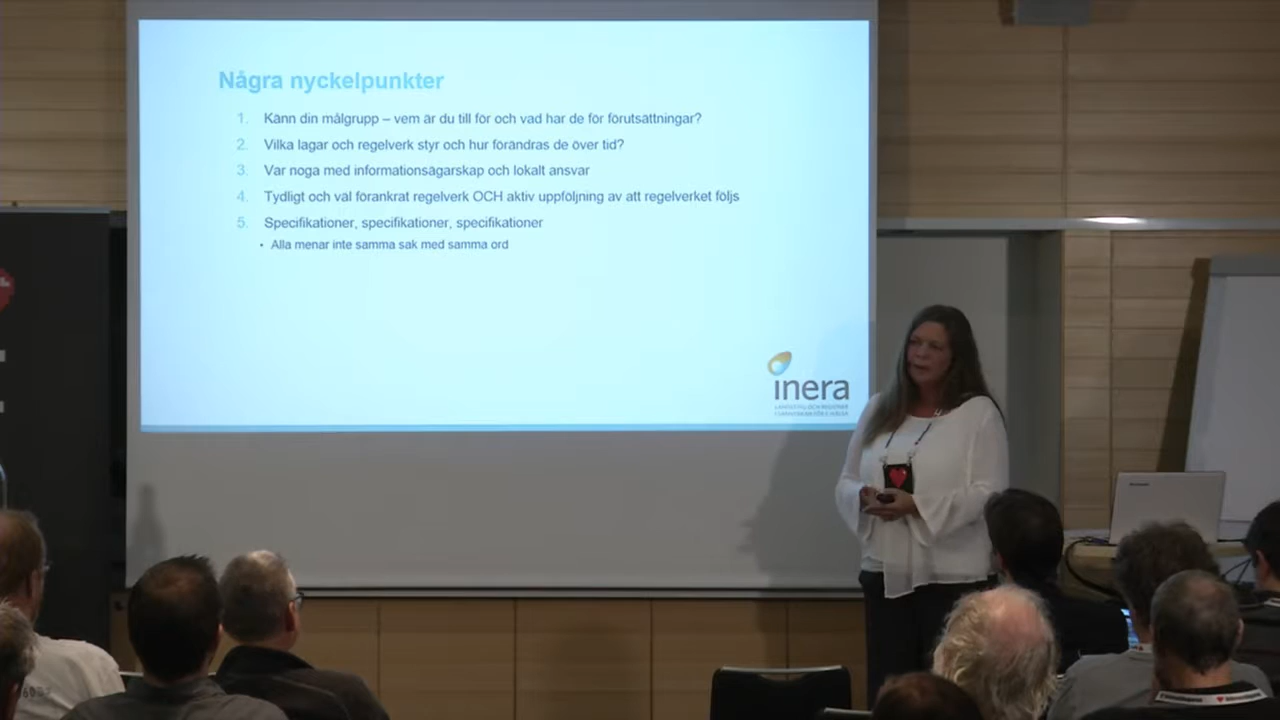 Några nyckelpunkter
1. Känn din målgrupp – vem är du till för och vad har de för förutsättningar?
2. Vilka lagar och regelverk styr och hur förändras de över tid?
3. Var noga med informationsägarskap och lokalt ansvar
4. Tydligt och väl förankrat regelverk OCH aktiv uppföljning av att regelverket följs
5. Specifikationer, specifikationer, specifikationer
• Alla menar inte samma sak med samma ord
inera